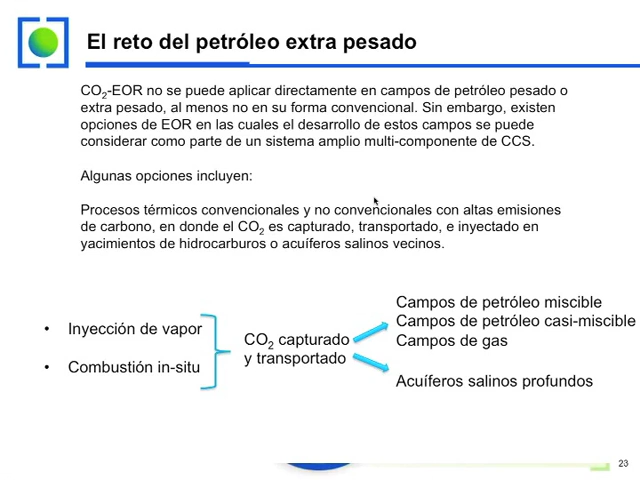 El reto del petróleo extra pesado
CO2-EOR no se puede aplicar directamente en campos de petróleo pesado o
extra pesado, al menos no en su forma convencional. Sin embargo, existen
opciones de EOR en las cuales el desarrollo de estos campos se puede
considerar como parte de un sistema amplio multi-componente de CCS.
Algunas opciones incluyen:
Procesos térmicos convencionales y no convencionales con altas emisiones
de carbono, en donde el CO2 es capturado, transportado, e inyectado en
yacimientos de hidrocarburos o acuíferos salinos vecinos.
• Inyección de vapor
• Combustión in-situ
CO2 capturado
y transportado
Campos de petróleo miscible
Campos de petróleo casi-miscible
Campos de gas
Acuíferos salinos profundos
23